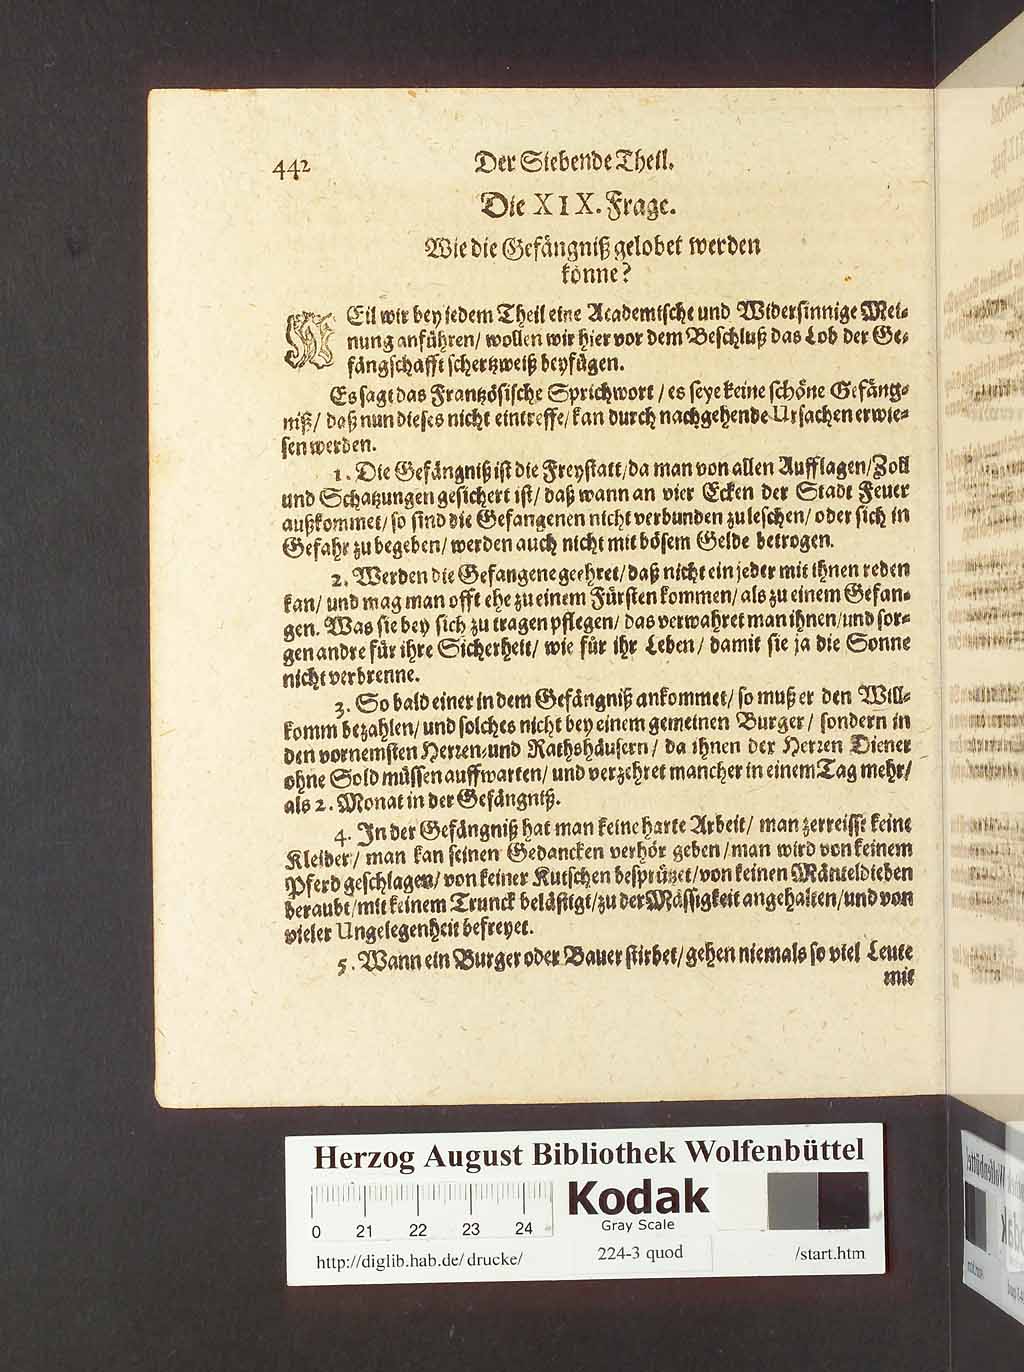 442
Der Siebende Theil.
Die XIX. Frage.
Wie die Gefängniß gelobet werden
könne?
WEil wir bey jedem Theil eine Academische und Widersinnige Mei-
nung anführen/ wollen wir hier vor dem Beschluß das Lob der Ge-
fängschafft schertzweiß beyfügen.
Es sagt das Frantzösische Sprichwort / es seye keine schöne Gefäng-
niß/ daß nun dieses nicht eintreffe/ kan durch nachgehende Ursachen erwie-
sen werden.
1. Die Gefängniß ist die Freystatt/ da man von allen Aufflagen/ Zoll
und Schatzungen gesichert ist/ daß wann an vier Ecken der Stadt Feuer
außkommet/ so sind die Gefangenen nicht verbunden zu leschen/ oder sich in
Gefahr zu begeben/ werden auch nicht mit bösem Gelde betrogen.
2. Werden die Gefangene geehret/ daß nicht ein jeder mit ihnen reden
kan/ und mag man offt ehe zu einem Fürsten kommen/ als zu einem Gefan-
gen. Was sie bey sich zu tragen pflegen/ das verwahret man ihnen/ und sor-
gen andre für ihre Sicherheit/ wie für ihr Leben/ damit sie ja die Sonne
nicht verbrenne.
3. So bald einer in dem Gefängniß ankommet/ so muß er den Will-
komm bezahlen/ und solches nicht bey einem gemeinen Burger/ sondern in
den vornemsten Herren-und Rathshäusern/ da ihnen der Herren Diener
ohne Sold müssen auffwarten/ und verzehret mancher in einem Tag mehr/
als 2. Monat in der Gefängniß.
4. In der Gefängniß hat man keine harte Arbeit/ man zerreisst keine
Kleider/ man kan seinen Gedancken verhör geben/ man wird von keinem
Pferd geschlagen/ von keiner Kutschen besprützet/ von keinen Mänteldieben
beraubt/ mit keinem Trunck belästigt/ zu der Mässigkeit angehalten/ und von
vieler Ungelegenheit befreyet.
5. Wann ein Burger oder Bauer stirbet/ gehen niemals so viel Leute
mit
Herzog August Bibliothek Wolfenbüttel
0 21 22 23 24
Kodak
Gray Scale
http://diglib.hab.de/ drucke/ 224-3 quod /start.htm